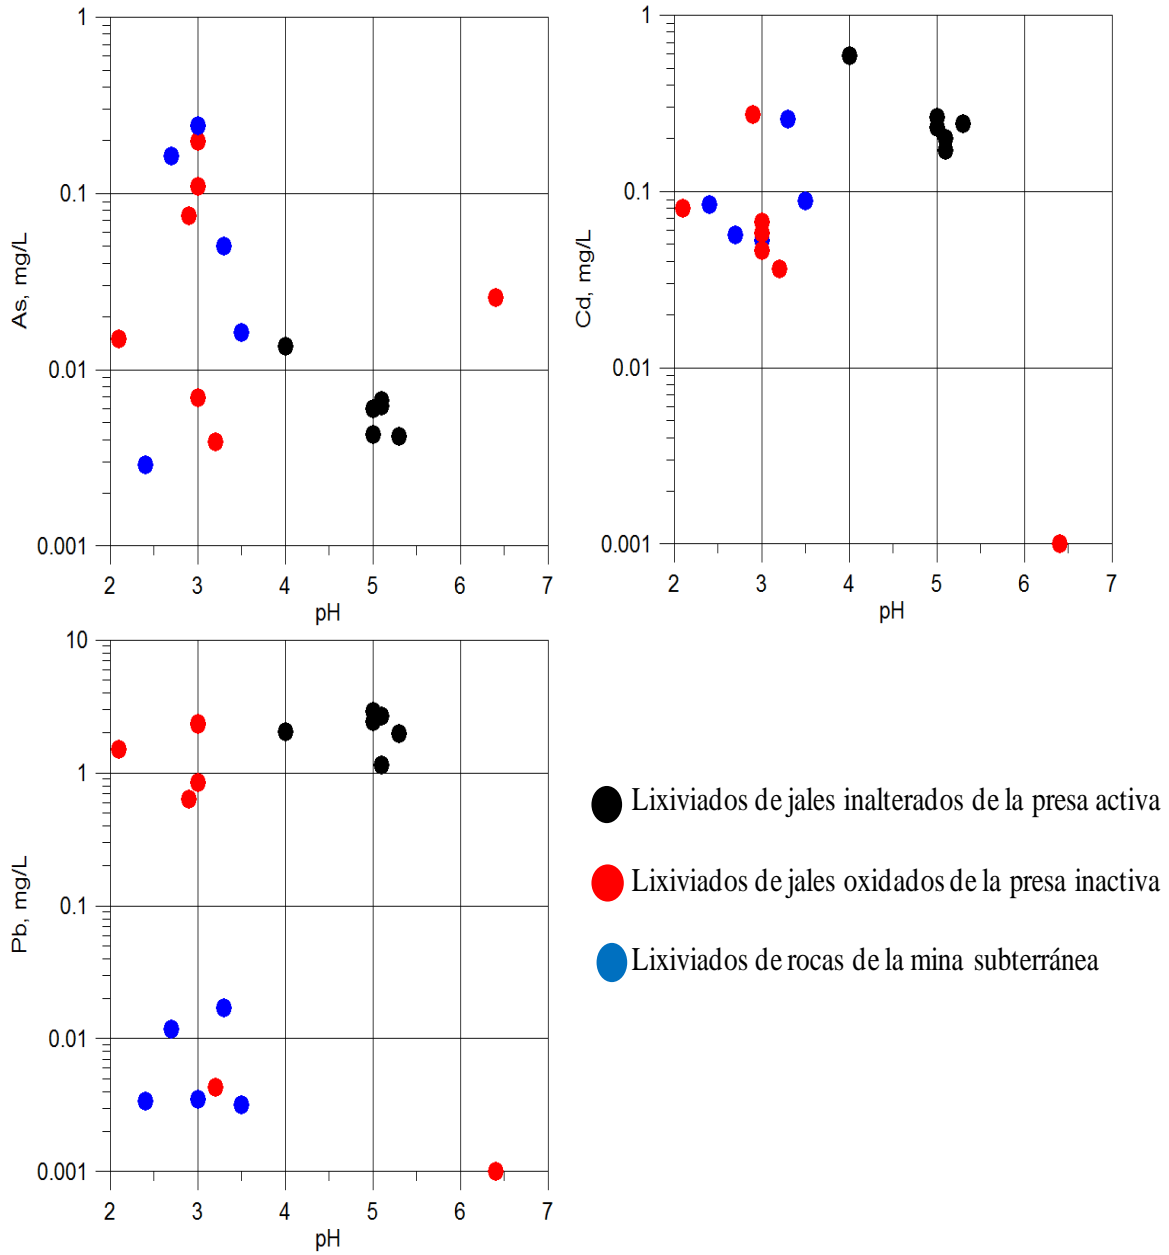 1
0.1
0.01
0.001
As, mg/L
2 3 4 5 6 7
pH
1
0.1
0.01
0.001
Cd, mg/L
2 3 4 5 6 7
pH
10
1
0.1
0.01
0.001
Pb, mg/L
2 3 4 5 6 7
pH
Lixiviados de jales inalterados de la presa activa
Lixiviados de jales oxidados de la presa inactiva
Lixiviados de rocas de la mina subterránea